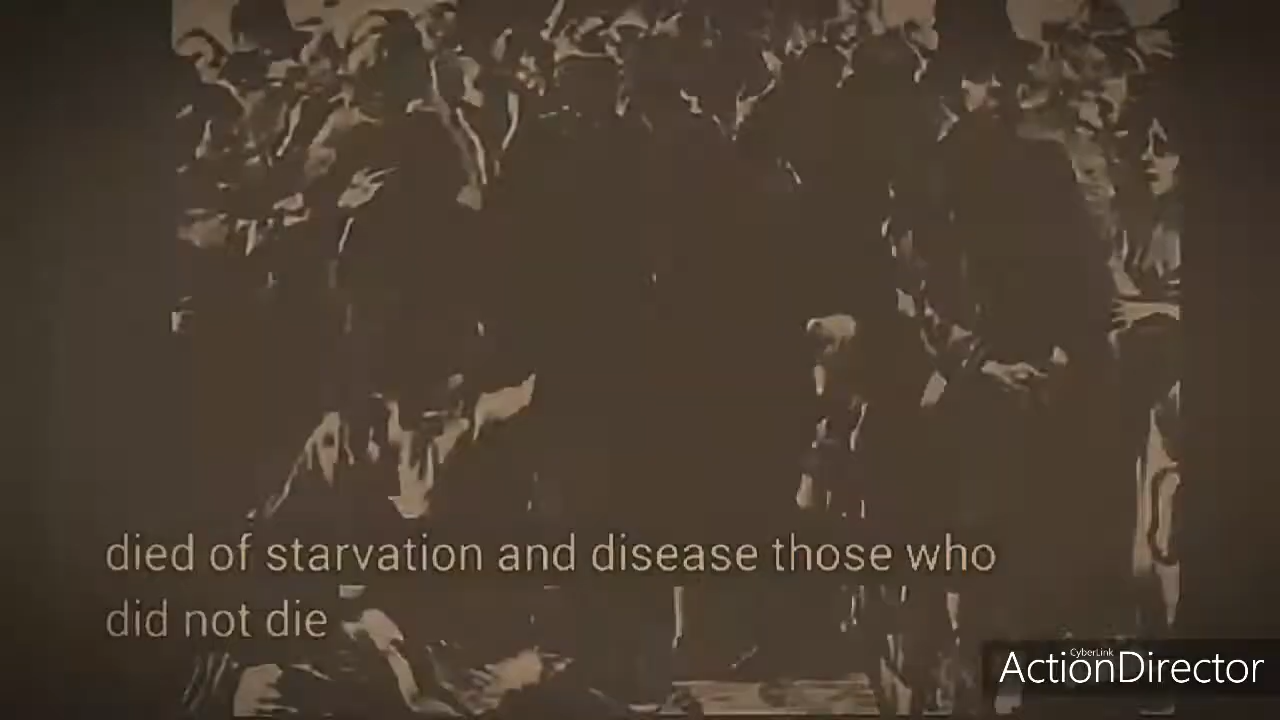 died of starvation and disease those who
did not die
CyberLink
ActionDirector